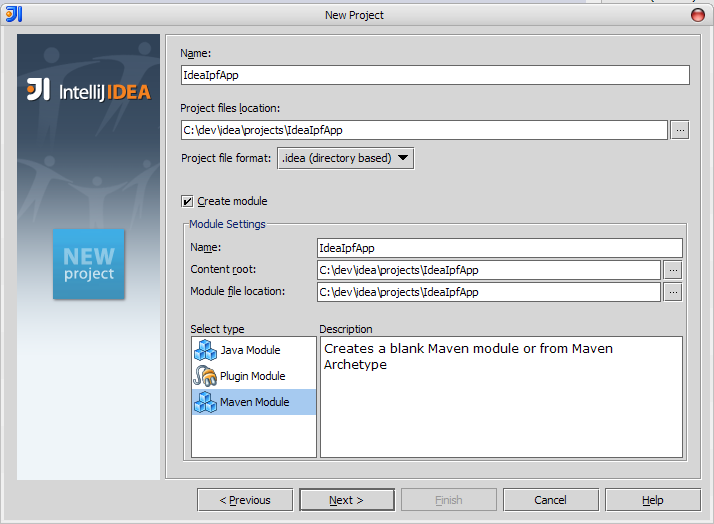 New Project
IntelliJIDEA
NEW
project
Name:
IdeaIpfApp
Project files location:
C:\dev\idea\projects\IdeaIpfApp
...
Project file format:
.idea (directory based)
Create module
Module Settings
Name:
IdeaIpfApp
Content root:
C:\dev\idea\projects\IdeaIpfApp
...
Module file location:
C:\dev\idea\projects\IdeaIpfApp
...
Select type
Java Module
Plugin Module
Maven Module
Description
Creates a blank Maven module or from Maven
Archetype
< Previous
Next >
Finish
Cancel
Help